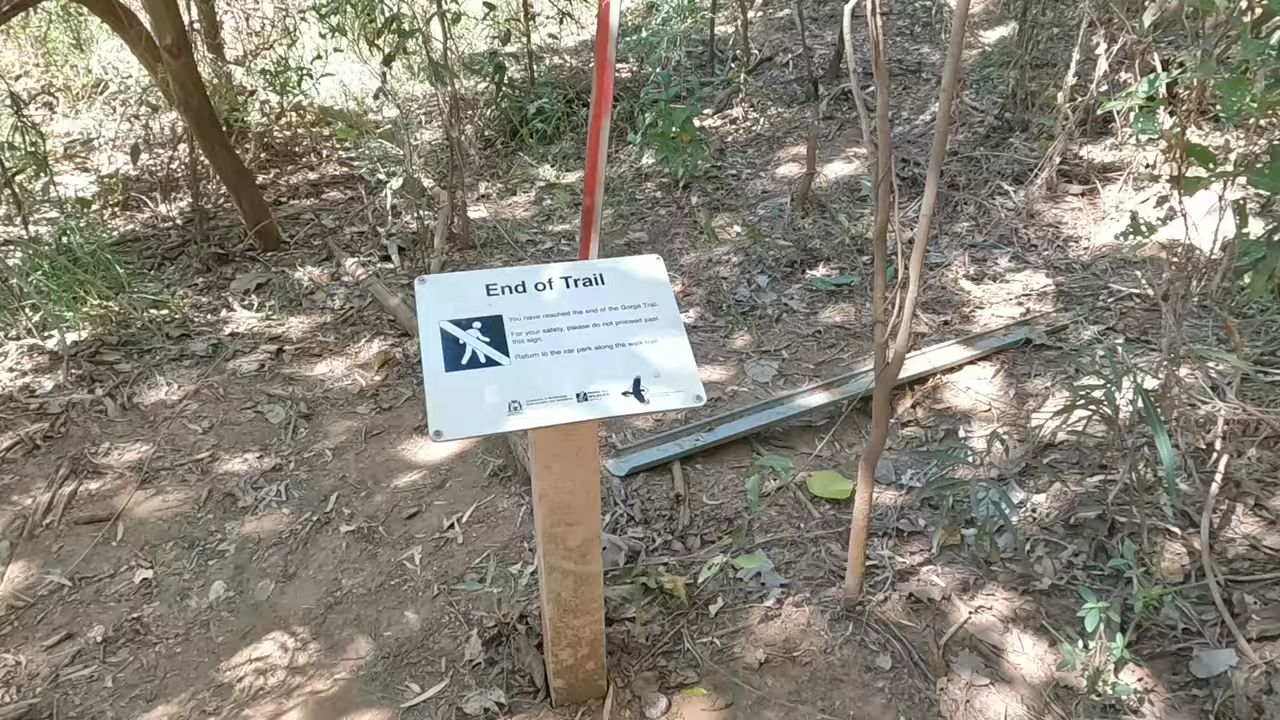 End of Trail
You have reached the end of the Gorge Trail.
For your safety, please do not proceed past
this sign.
Return to the car park along the walk trail.
WILDLIFE